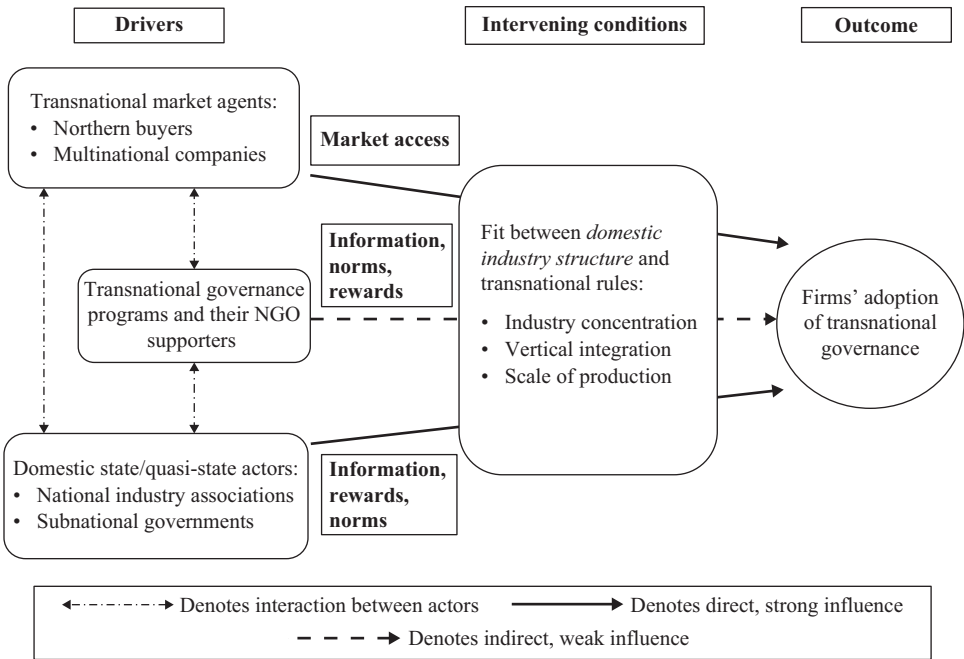 Drivers
Intervening conditions
Outcome
Transnational market agents:
• Northern buyers
• Multinational companies
Market access
Information,
norms,
rewards
Transnational governance
programs and their NGO
supporters
Fit between domestic
industry structure and
transnational rules:
• Industry concentration
• Vertical integration
• Scale of production
Firms’ adoption
of transnational
governance
Domestic state/quasi-state actors:
• National industry associations
• Subnational governments
Information,
rewards,
norms
Denotes interaction between actors
Denotes direct, strong influence
Denotes indirect, weak influence